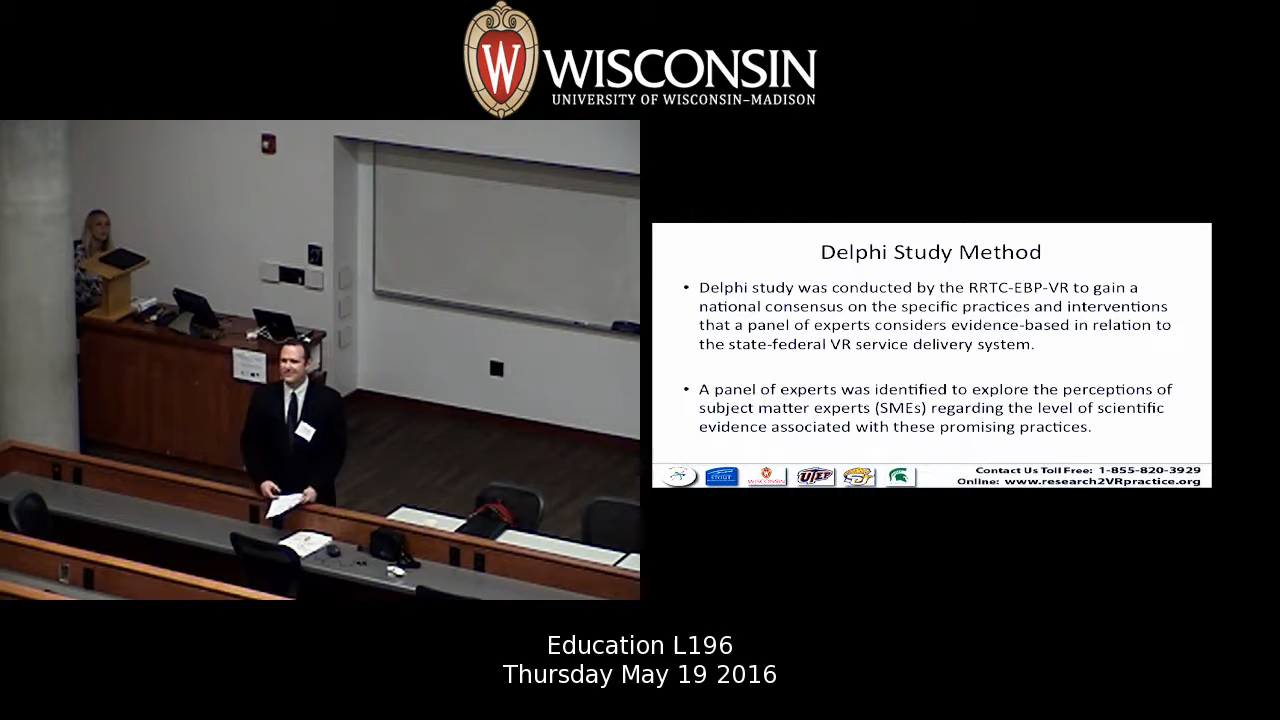 W WISCONSIN
UNIVERSITY OF WISCONSIN–MADISON
Delphi Study Method
• Delphi study was conducted by the RRTC-EBP-VR to gain a
national consensus on the specific practices and interventions
that a panel of experts considers evidence-based in relation to
the state-federal VR service delivery system.
• A panel of experts was identified to explore the perceptions of
subject matter experts (SMEs) regarding the level of scientific
evidence associated with these promising practices.
STOUT
WISCONSIN
UTEP
Contact Us Toll Free: 1-855-820-3929
Online: www.research2VRpractice.org
Education L196
Thursday May 19 2016